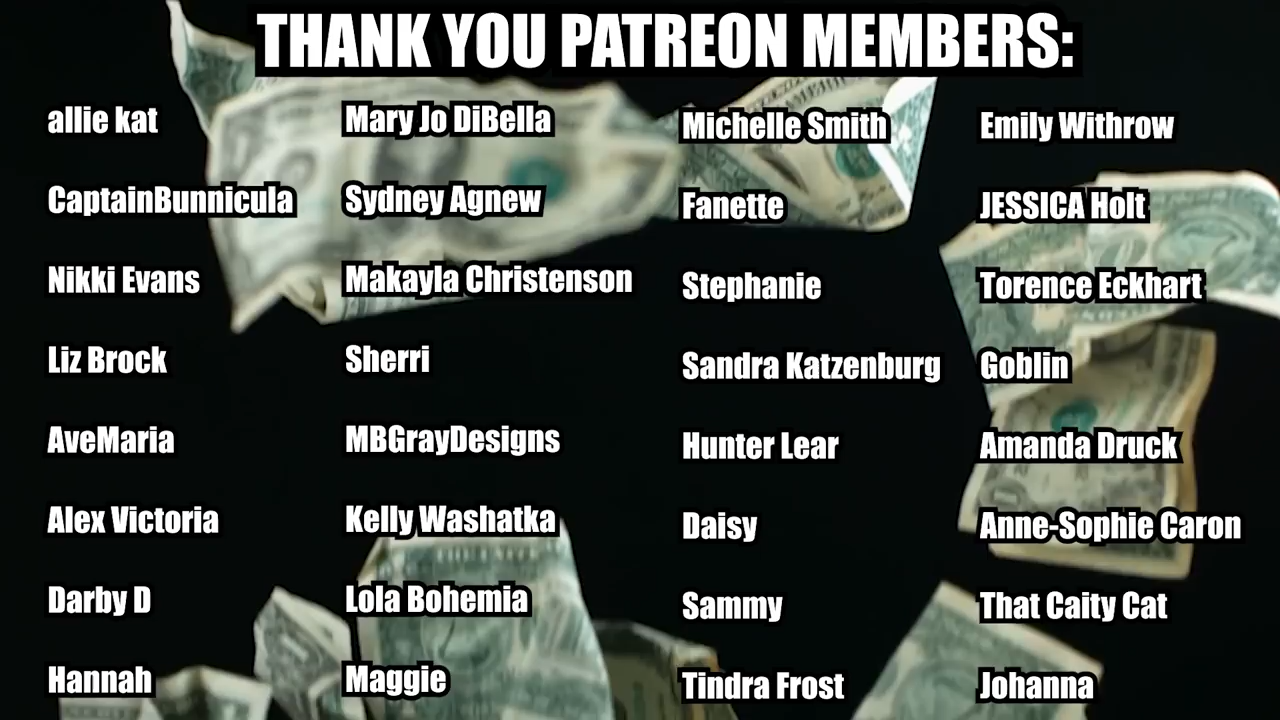 THANK YOU PATREON MEMBERS:
allie kat
CaptainBunnicula
Nikki Evans
Liz Brock
AveMaria
Alex Victoria
Darby D
Hannah
Mary Jo DiBella
Sydney Agnew
Makayla Christenson
Sherri
MBGrayDesigns
Kelly Washatka
Lola Bohemia
Maggie
Michelle Smith
Fanette
Stephanie
Sandra Katzenburg
Hunter Lear
Daisy
Sammy
Tindra Frost
Emily Withrow
JESSICA Holt
Torence Eckhart
Goblin
Amanda Druck
Anne-Sophie Caron
That Caity Cat
Johanna